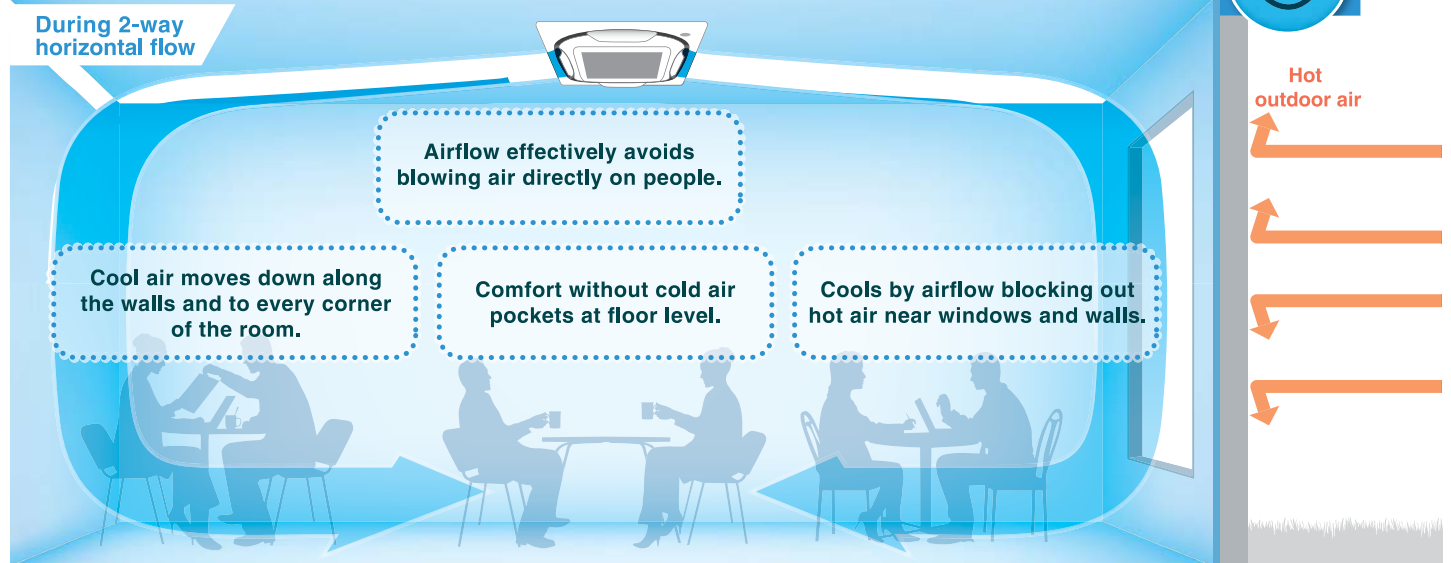 During 2-way
horizontal flow
Hot
outdoor air
Airflow effectively avoids
blowing air directly on people.
Cool air moves down along
the walls and to every corner
of the room.
Comfort without cold air
pockets at floor level.
Cools by airflow blocking out
hot air near windows and walls.